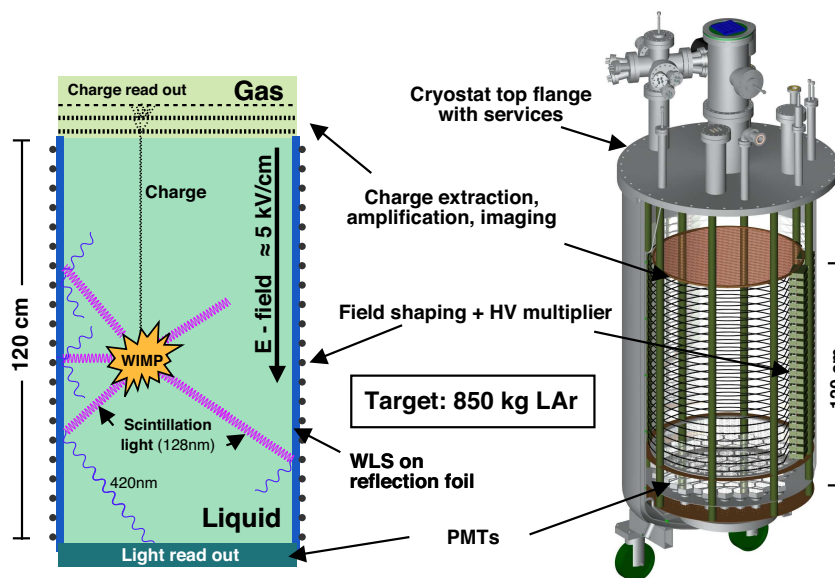 Charge read out
Gas
Charge
E - field ≈ 5 kV/cm
120 cm
WIMP
Scintillation
light (128nm)
420nm
Liquid
Light read out
Cryostat top flange
with services
Charge extraction,
amplification, imaging
Field shaping + HV multiplier
Target: 850 kg LAr
WLS on
reflection foil
PMTs
120 cm